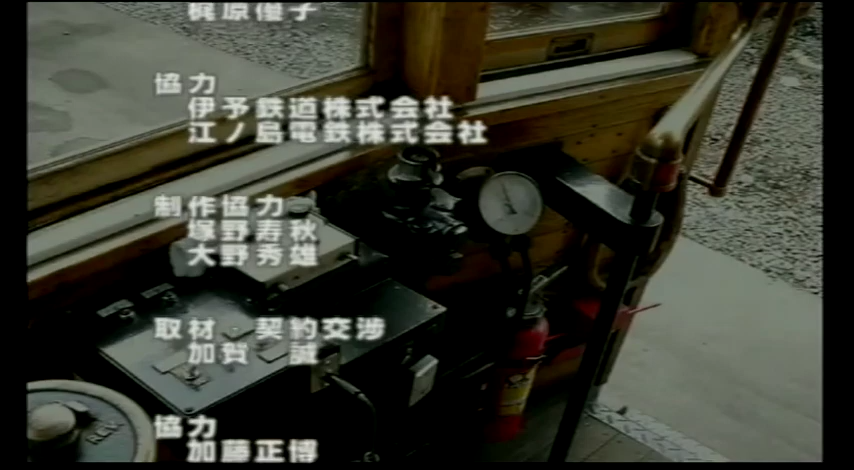 梶原優子
協力
伊予鉄道株式会社
江ノ島電鉄株式会社
制作協力
塚野寿秋
大野秀雄
取材　契約交渉
加賀　誠
協力
加藤正博